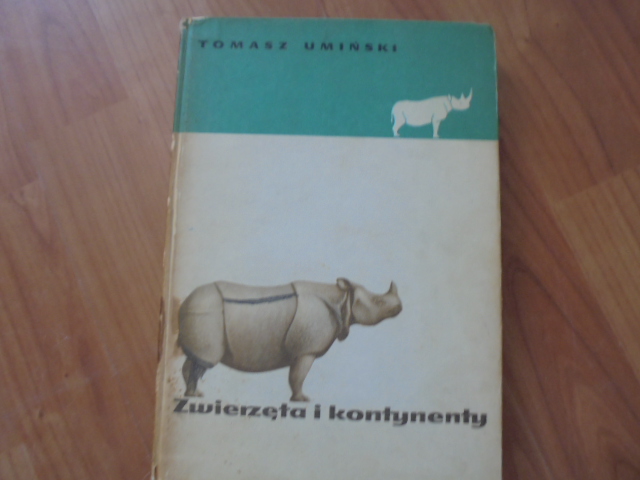 TOMASZ UMIŃSKI
Zwierzęta i kontynenty